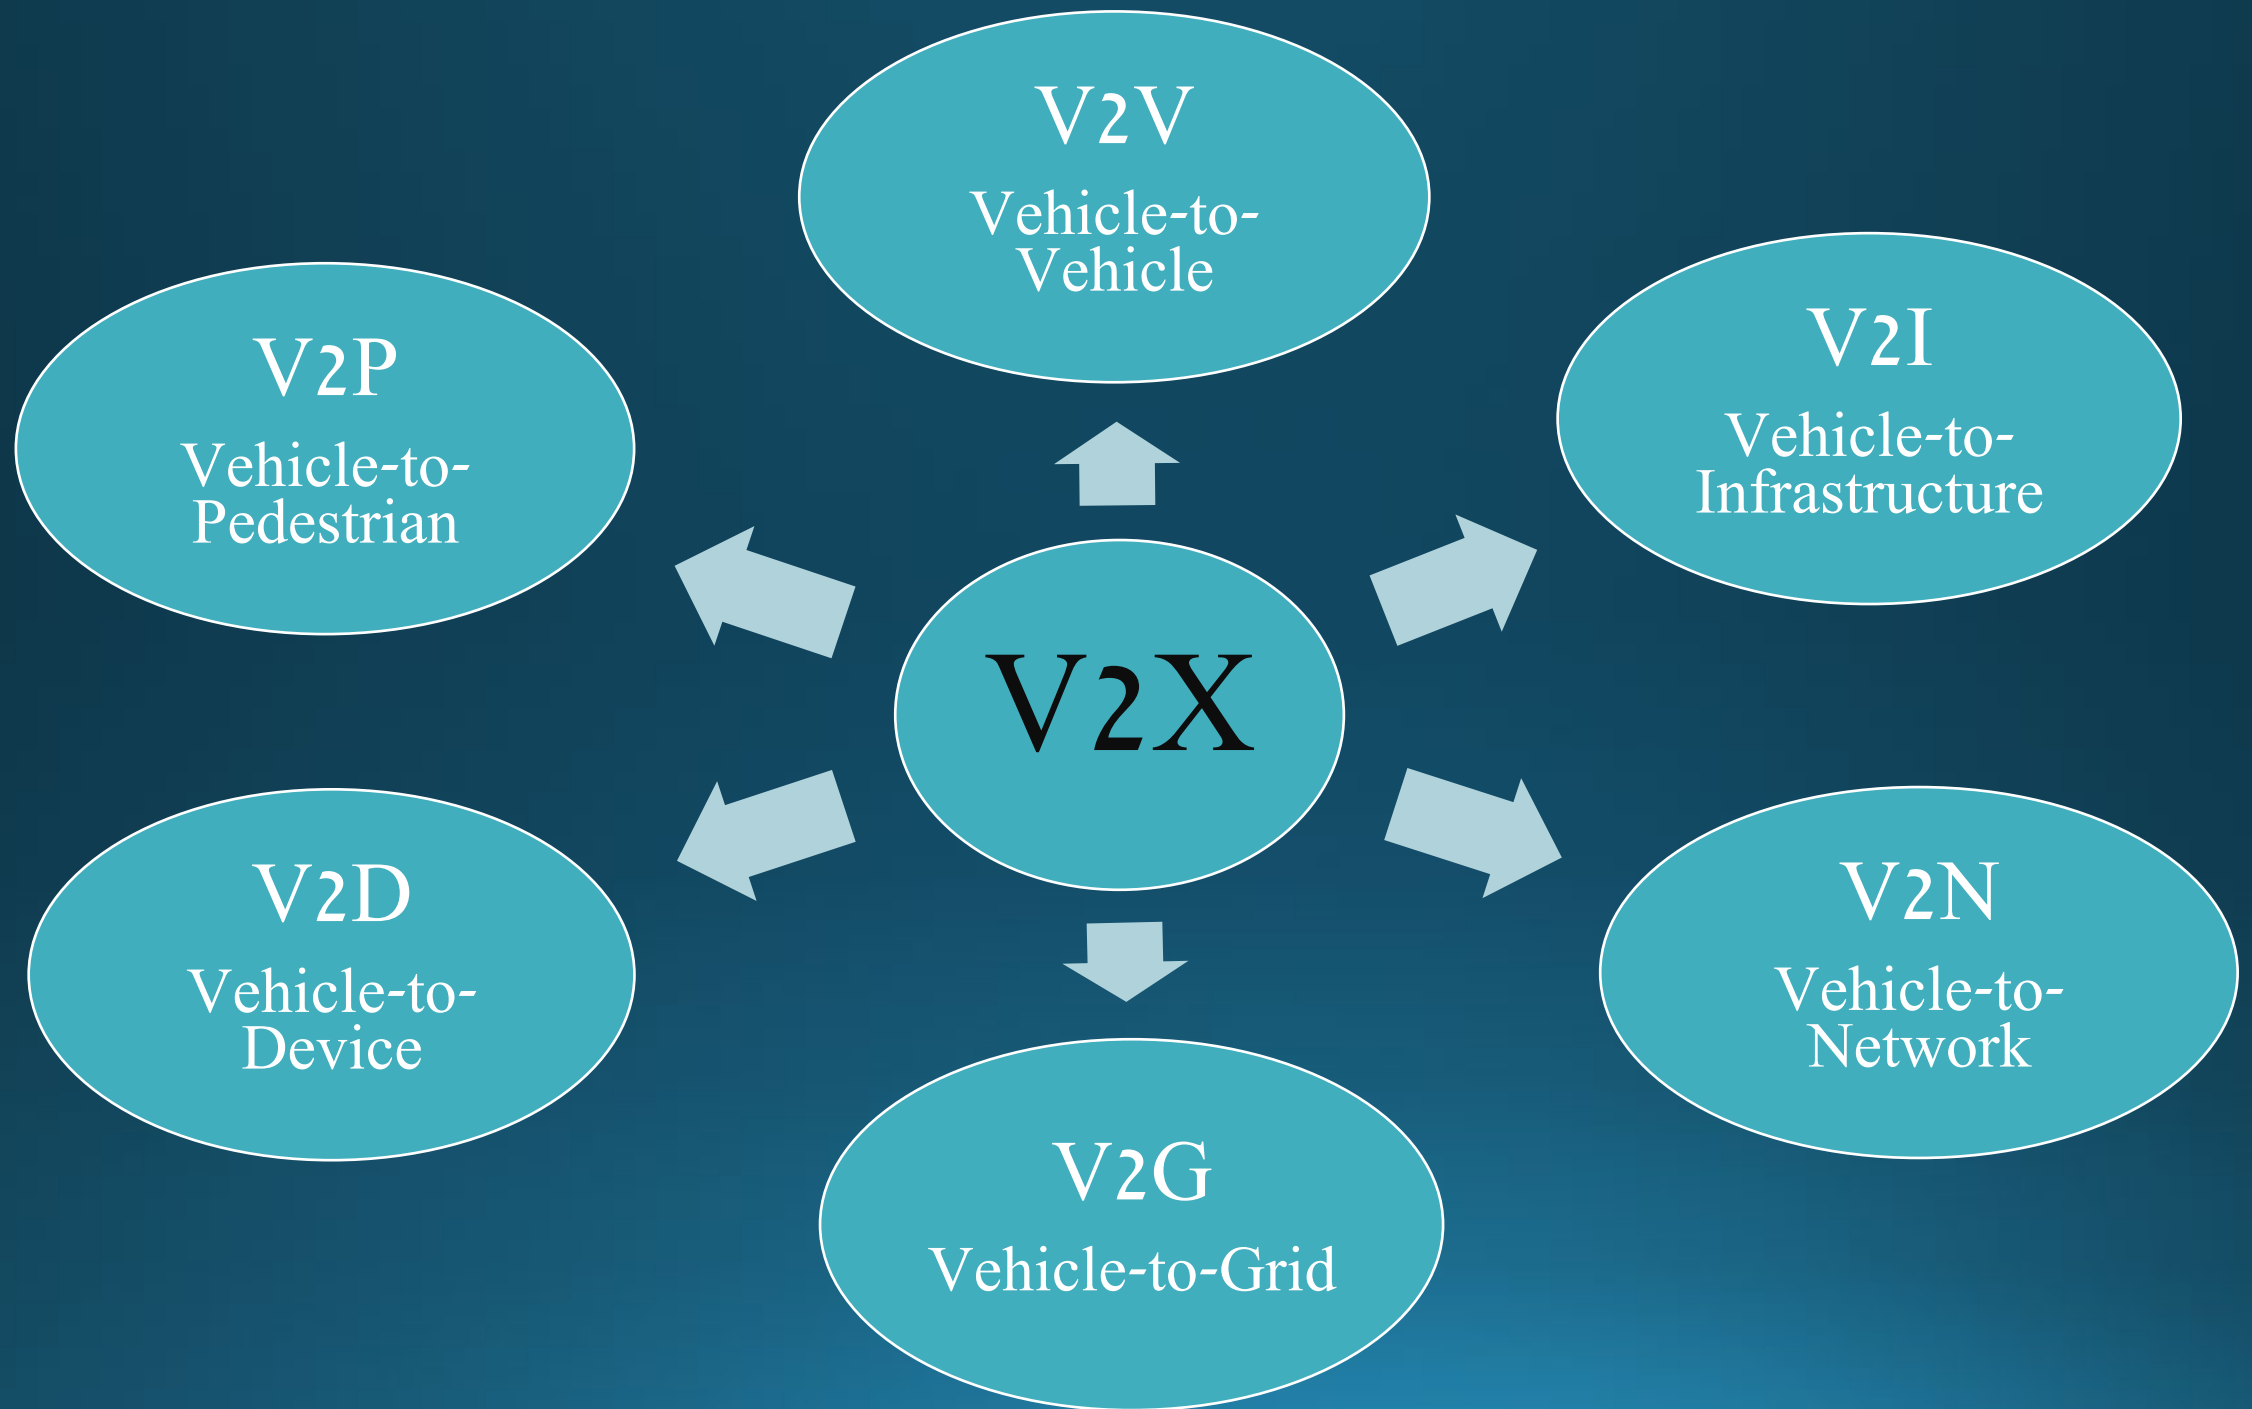 V2V
Vehicle-to-
Vehicle
V2P
Vehicle-to-
Pedestrian
V2I
Vehicle-to-
Infrastructure
V2X
V2D
Vehicle-to-
Device
V2N
Vehicle-to-
Network
V2G
Vehicle-to-Grid